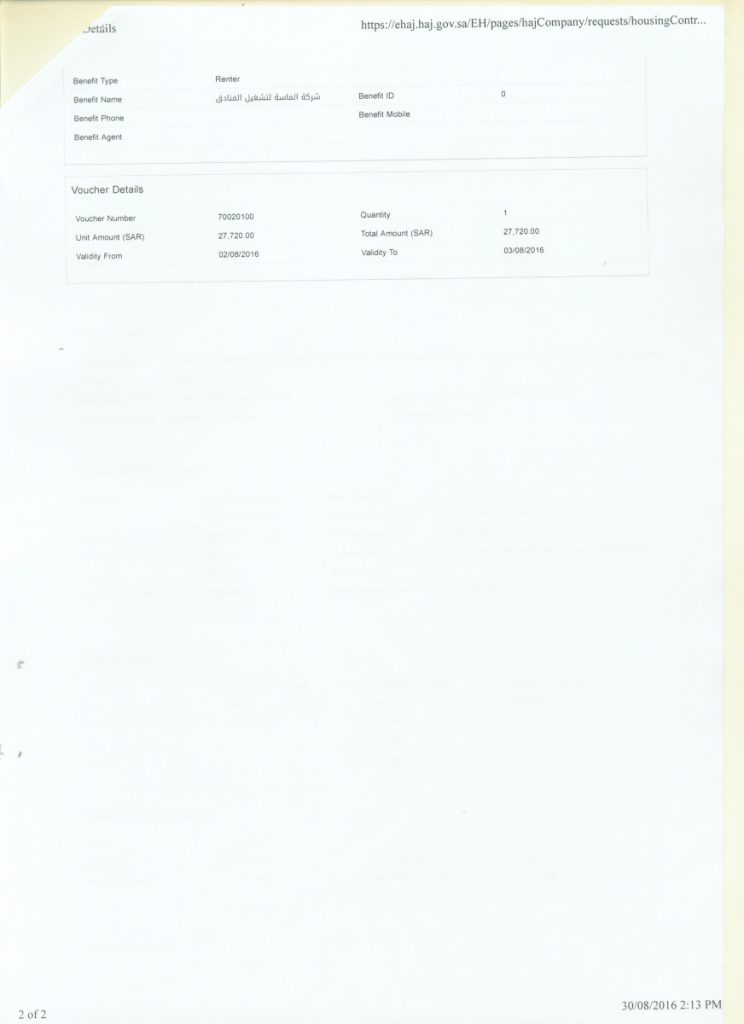 Details https://ehaj.haj.gov.sa/EH/pages/hajCompany/requests/housingContr...
Benefit Type Renter
Benefit Name شركة الماسة لتشغيل الفنادق Benefit ID 0
Benefit Phone Benefit Mobile
Benefit Agent
Voucher Details
Voucher Number 70020100 Quantity 1
Unit Amount (SAR) 27,720.00 Total Amount (SAR) 27,720.00
Validity From 02/08/2016 Validity To 03/08/2016
2 of 2 30/08/2016 2:13 PM